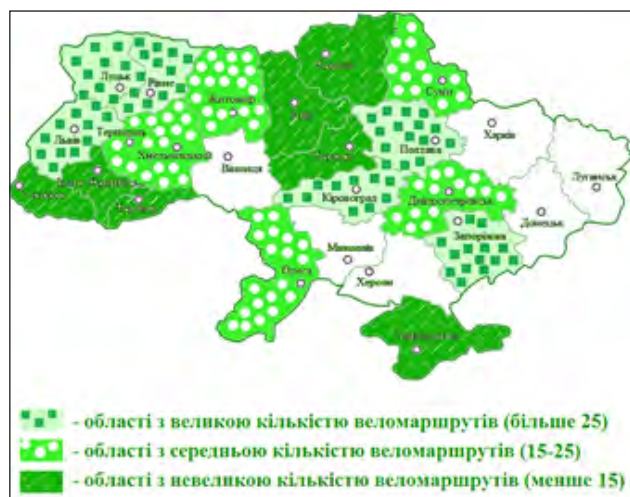 Суми
Луцьк
Рівне
Житомир
Харків
Львів
Тернопіль
Хмельницький
Полтава
Вінниця
Луганськ
Кіровоград
Дніпропетровськ
Донецьк
Запоріжжя
Миколаїв
Одеса
Херсон
- області з великою кількістю веломаршрутів (більше 25)
- області з середньою кількістю веломаршрутів (15-25)
- області з невеликою кількістю веломаршрутів (менше 15)